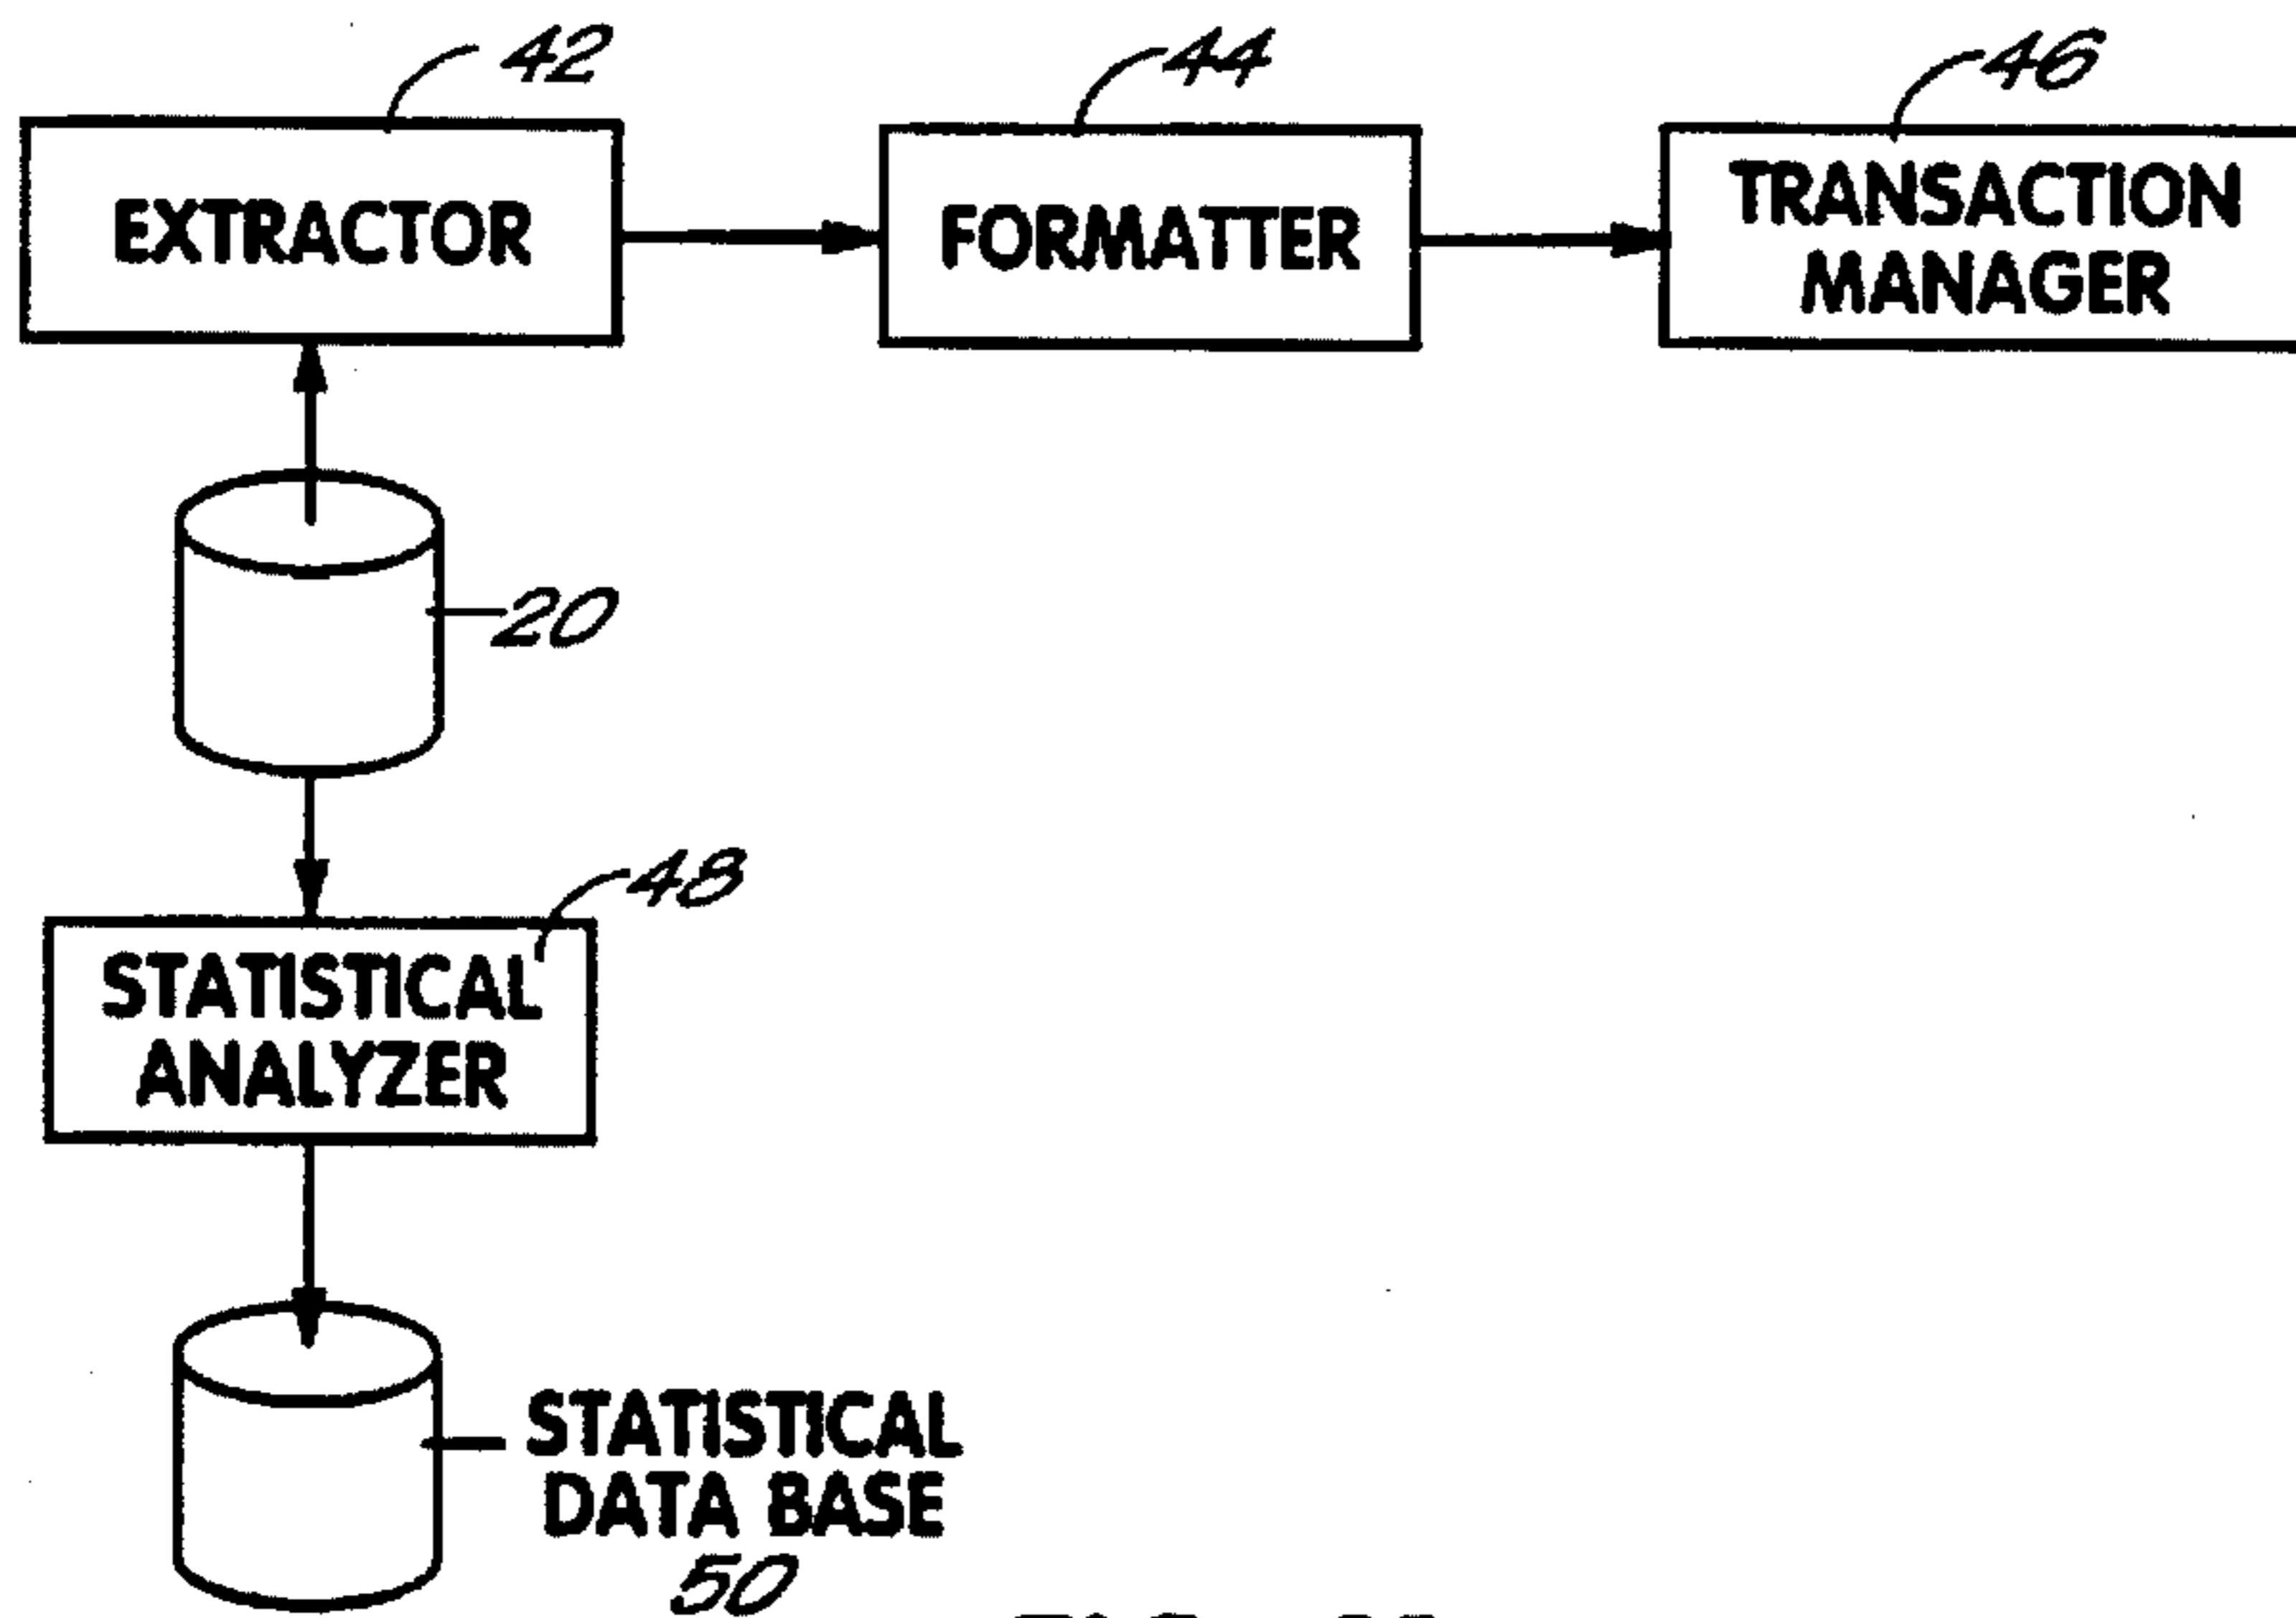 42
44
46
EXTRACTOR
FORMATTER
TRANSACTION
MANAGER
20
48
STATISTICAL
ANALYZER
STATISTICAL
DATA BASE
50